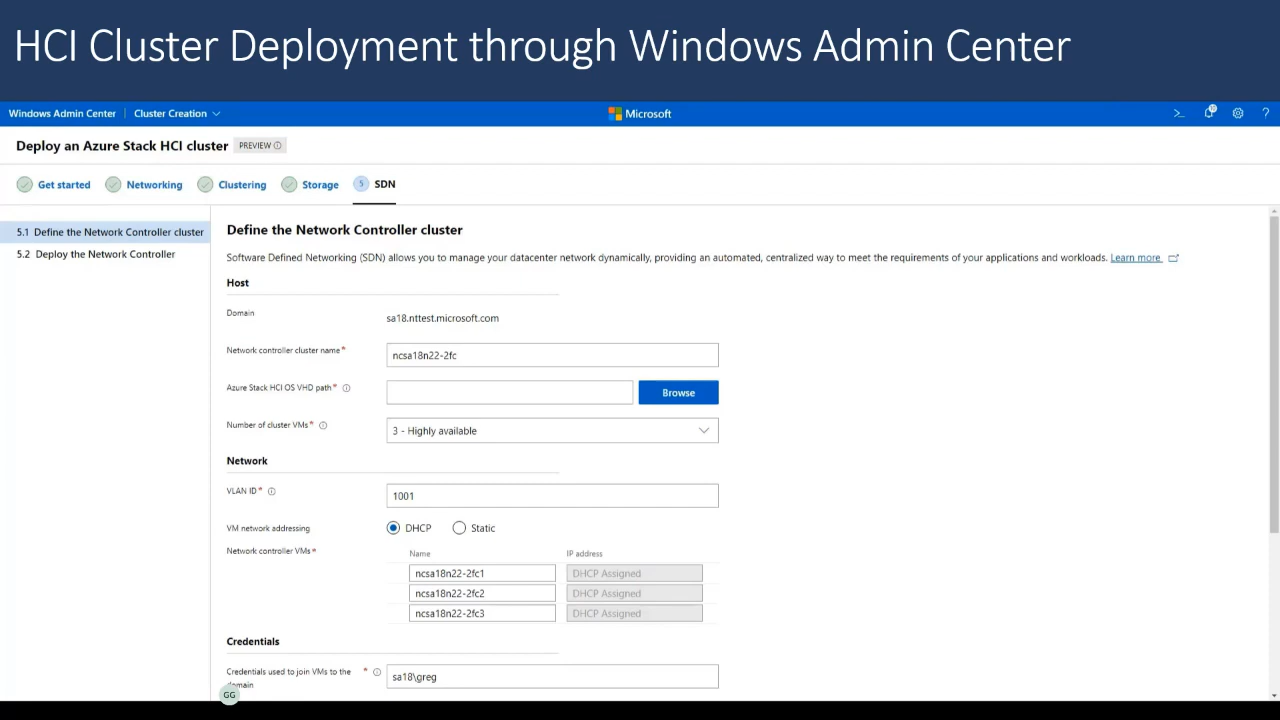 HCI Cluster Deployment through Windows Admin Center
Windows Admin Center | Cluster Creation Microsoft >_ 10 ?
Deploy an Azure Stack HCI cluster PREVIEW
Get started Networking Clustering Storage 5 SDN
5.1 Define the Network Controller cluster
5.2 Deploy the Network Controller
Define the Network Controller cluster
Software Defined Networking (SDN) allows you to manage your datacenter network dynamically, providing an automated, centralized way to meet the requirements of your applications and workloads. Learn more
Host
Domain sa18.nttest.microsoft.com
Network controller cluster name* ncsa18n22-2fc
Azure Stack HCI OS VHD path* Browse
Number of cluster VMs* 3 - Highly available
Network
VLAN ID* 1001
VM network addressing DHCP Static
Network controller VMs* Name IP address
ncsa18n22-2fc1 DHCP Assigned
ncsa18n22-2fc2 DHCP Assigned
ncsa18n22-2fc3 DHCP Assigned
Credentials
Credentials used to join VMs to the * sa18\greg
domain
GG